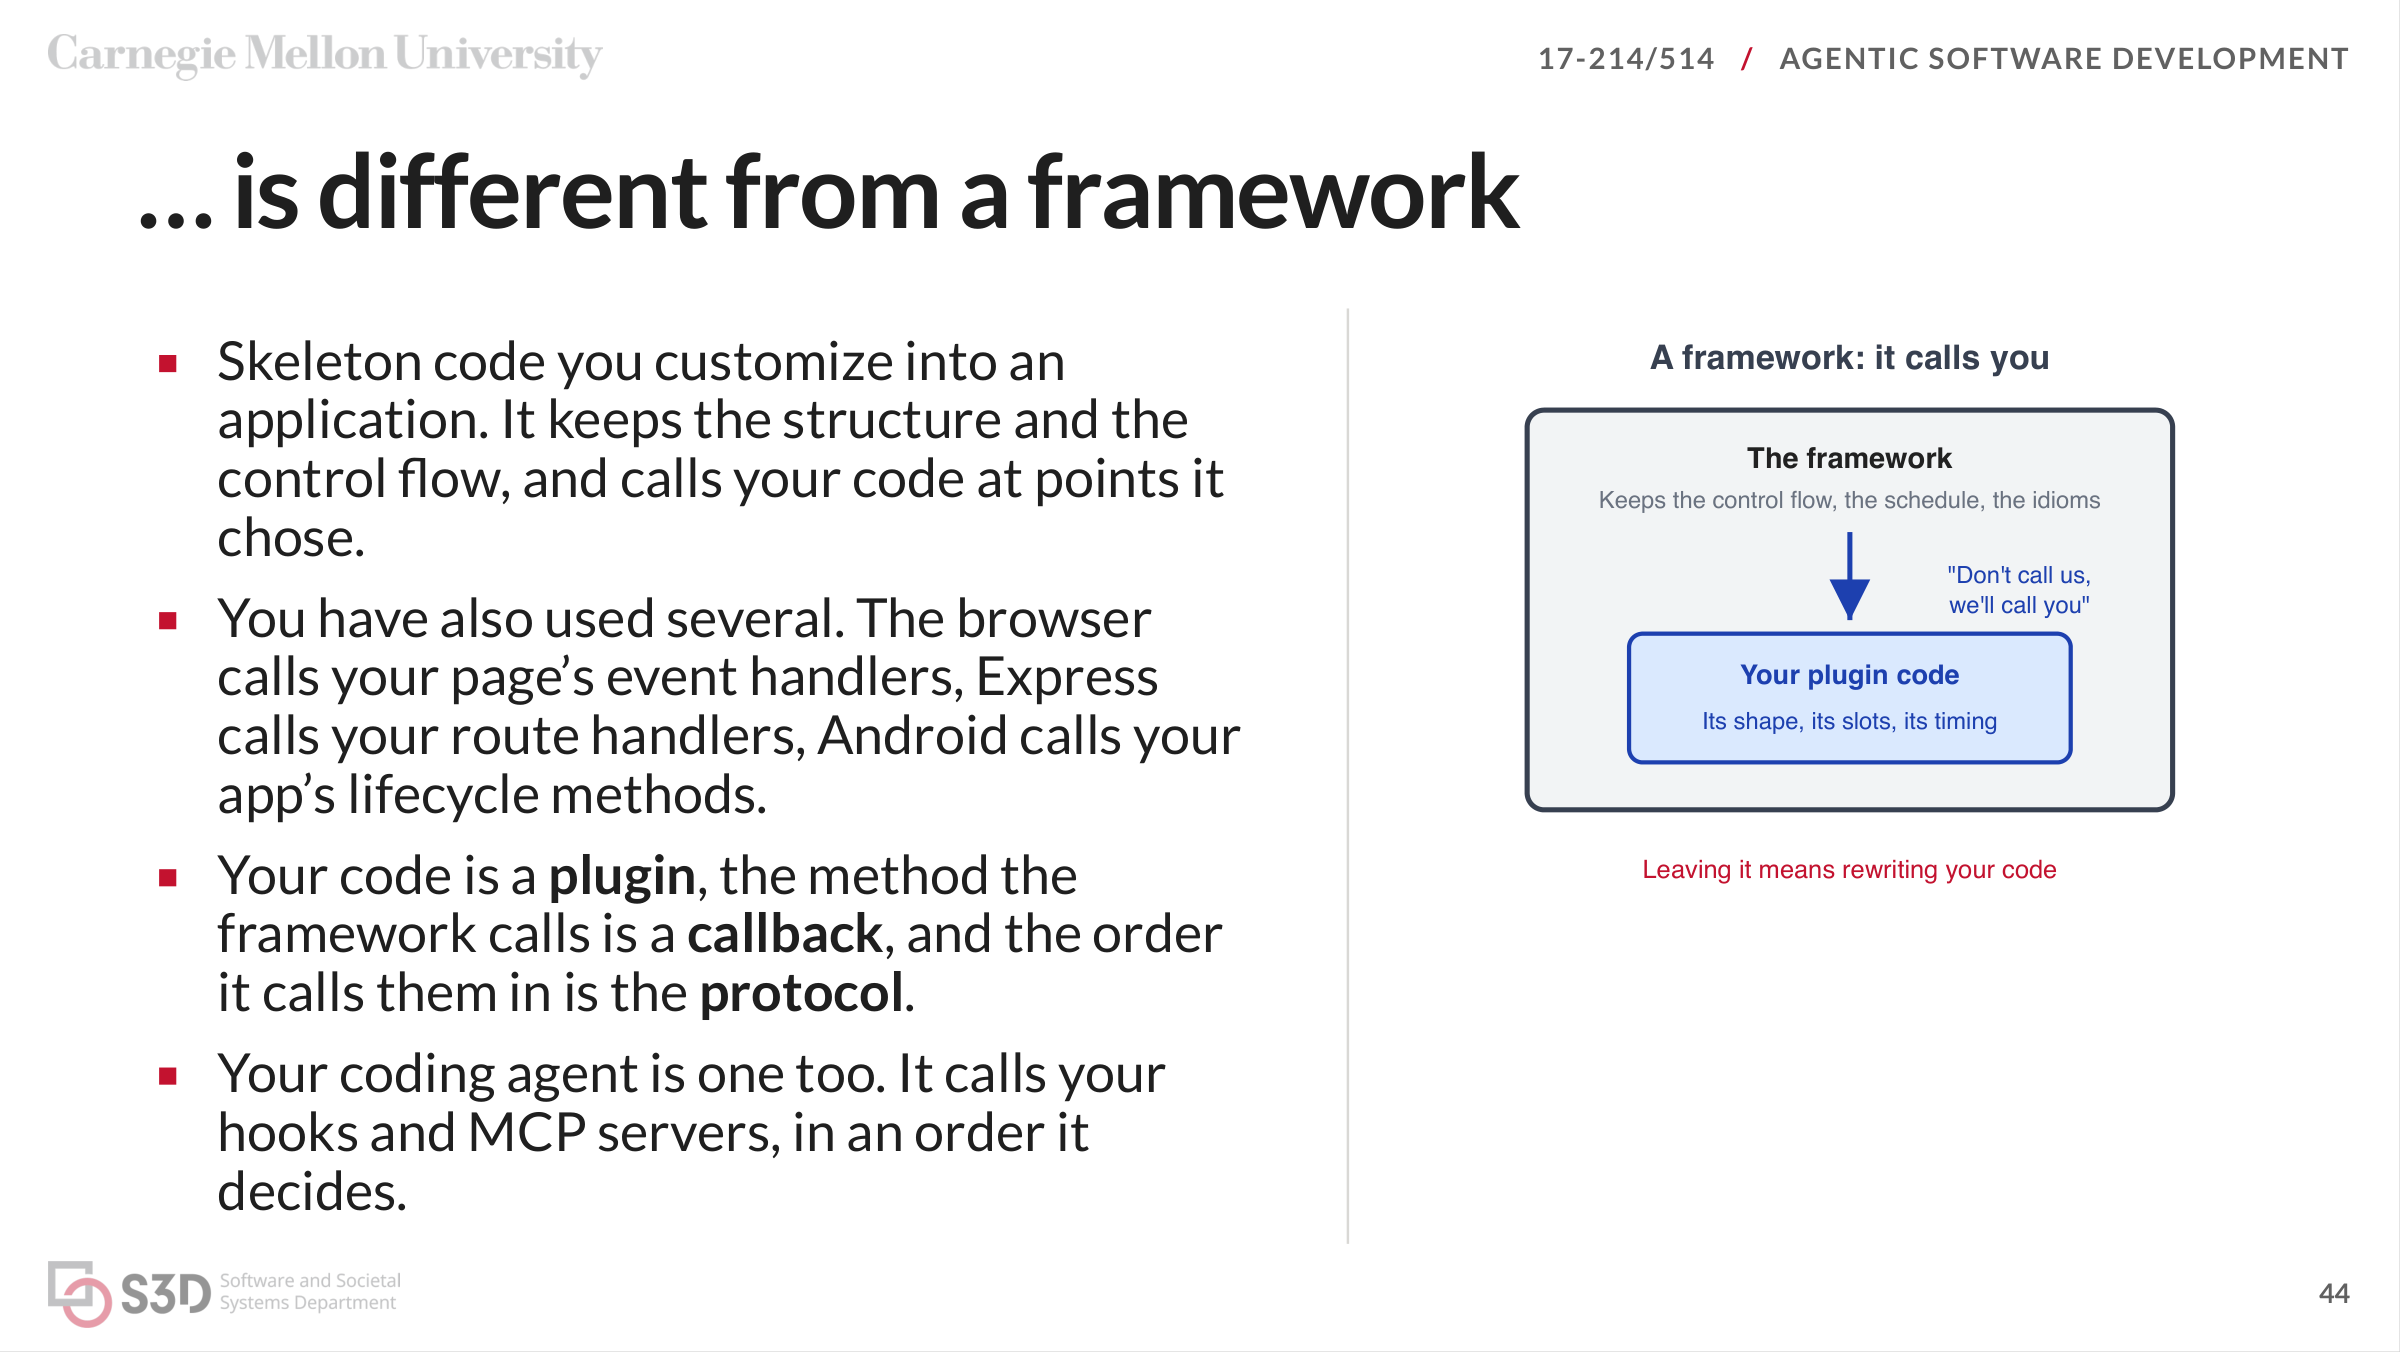 Carnegie Mellon University
17-214/514 / AGENTIC SOFTWARE DEVELOPMENT
... is different from a framework
Skeleton code you customize into an
application. It keeps the structure and the
control flow, and calls your code at points it
chose.
You have also used several. The browser
calls your page’s event handlers, Express
calls your route handlers, Android calls your
app’s lifecycle methods.
Your code is a plugin, the method the
framework calls is a callback, and the order
it calls them in is the protocol.
Your coding agent is one too. It calls your
hooks and MCP servers, in an order it
decides.
A framework: it calls you
The framework
Keeps the control flow, the schedule, the idioms
"Don't call us,
we'll call you"
Your plugin code
Its shape, its slots, its timing
Leaving it means rewriting your code
S3D Software and Societal
Systems Department
44